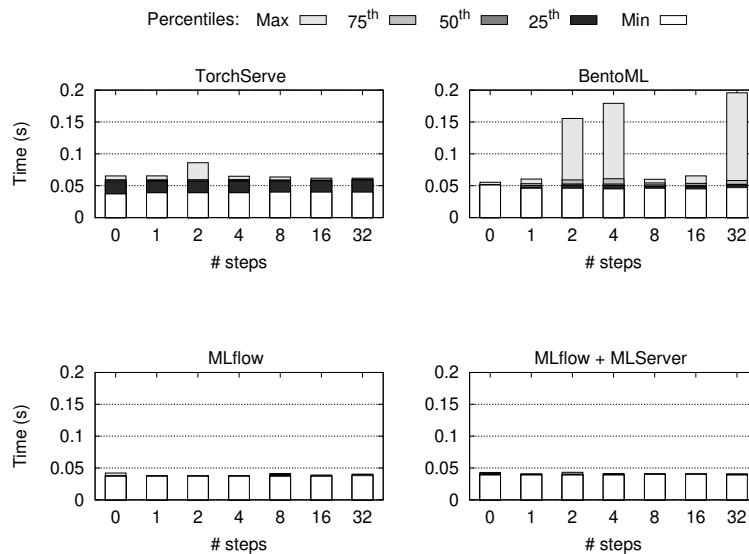 Percentiles: Max 75th 50th 25th Min
TorchServe
BentoML
Time (s)
0.2
0.15
0.1
0.05
0
0 1 2 4 8 16 32
# steps
0.2
0.15
0.1
0.05
0
0 1 2 4 8 16 32
# steps
MLflow
MLflow + MLServer
Time (s)
0.2
0.15
0.1
0.05
0
0 1 2 4 8 16 32
# steps
0.2
0.15
0.1
0.05
0
0 1 2 4 8 16 32
# steps